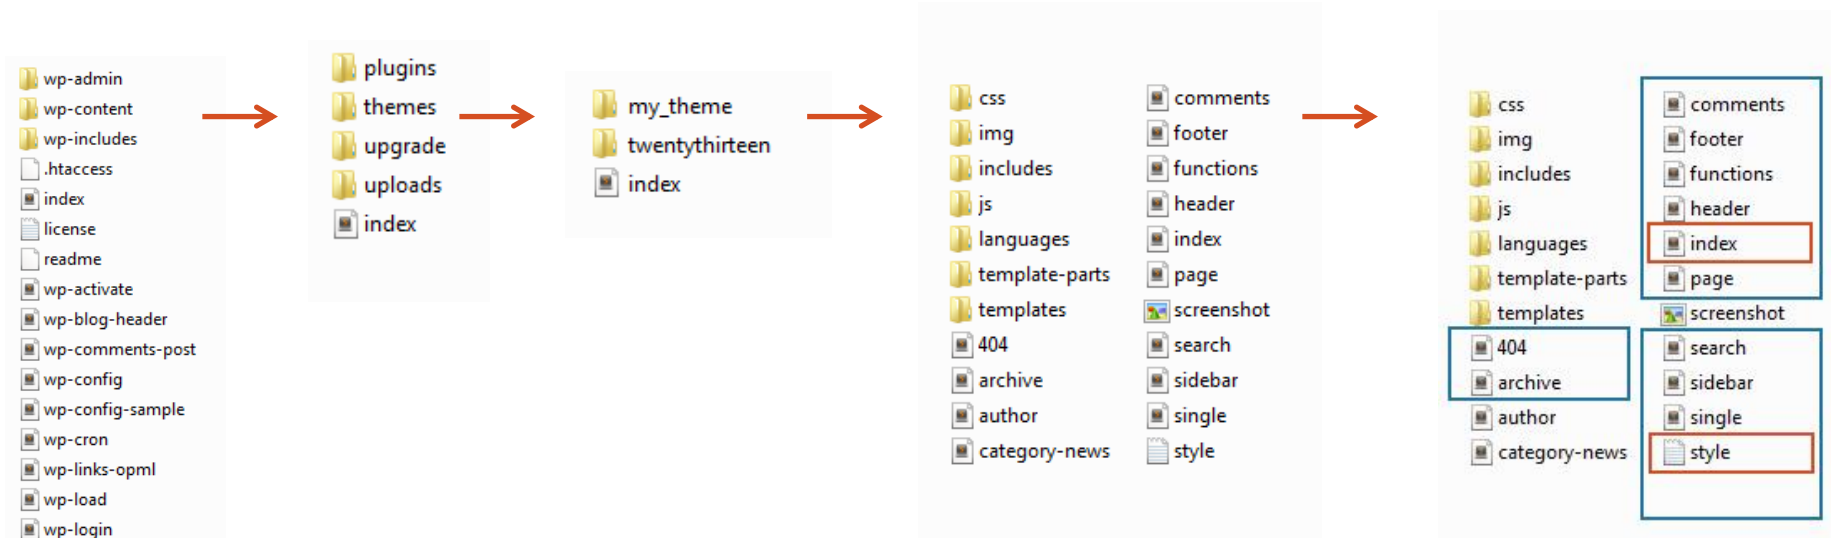 wp-admin
wp-content
wp-includes
.htaccess
index
license
readme
wp-activate
wp-blog-header
wp-comments-post
wp-config
wp-config-sample
wp-cron
wp-links-opml
wp-load
wp-login
plugins
themes
upgrade
uploads
index
my_theme
twentythirteen
index
css
img
includes
js
languages
template-parts
templates
404
archive
author
category-news
comments
footer
functions
header
index
page
screenshot
search
sidebar
single
style
css
img
includes
js
languages
template-parts
templates
404
archive
author
category-news
comments
footer
functions
header
index
page
screenshot
search
sidebar
single
style